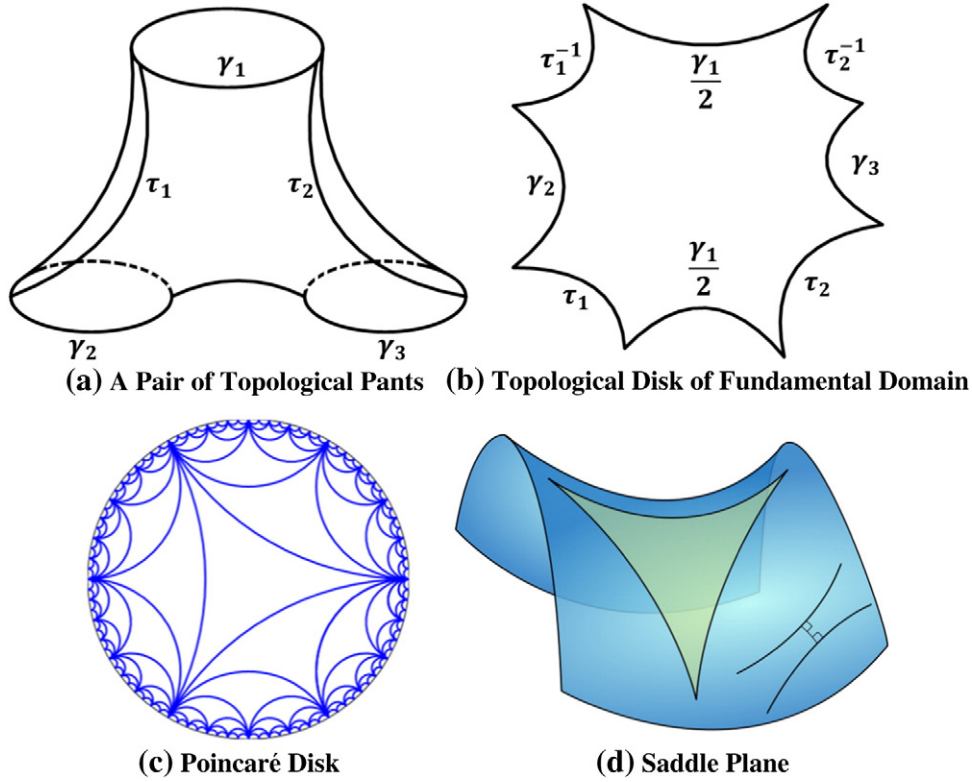 γ₁
τ₁ τ₂
γ₂ γ₃
τ₁⁻¹ γ₁/2 τ₂⁻¹
γ₂ γ₃
τ₁ γ₁/2 τ₂
(a) A Pair of Topological Pants (b) Topological Disk of Fundamental Domain
(c) Poincaré Disk (d) Saddle Plane